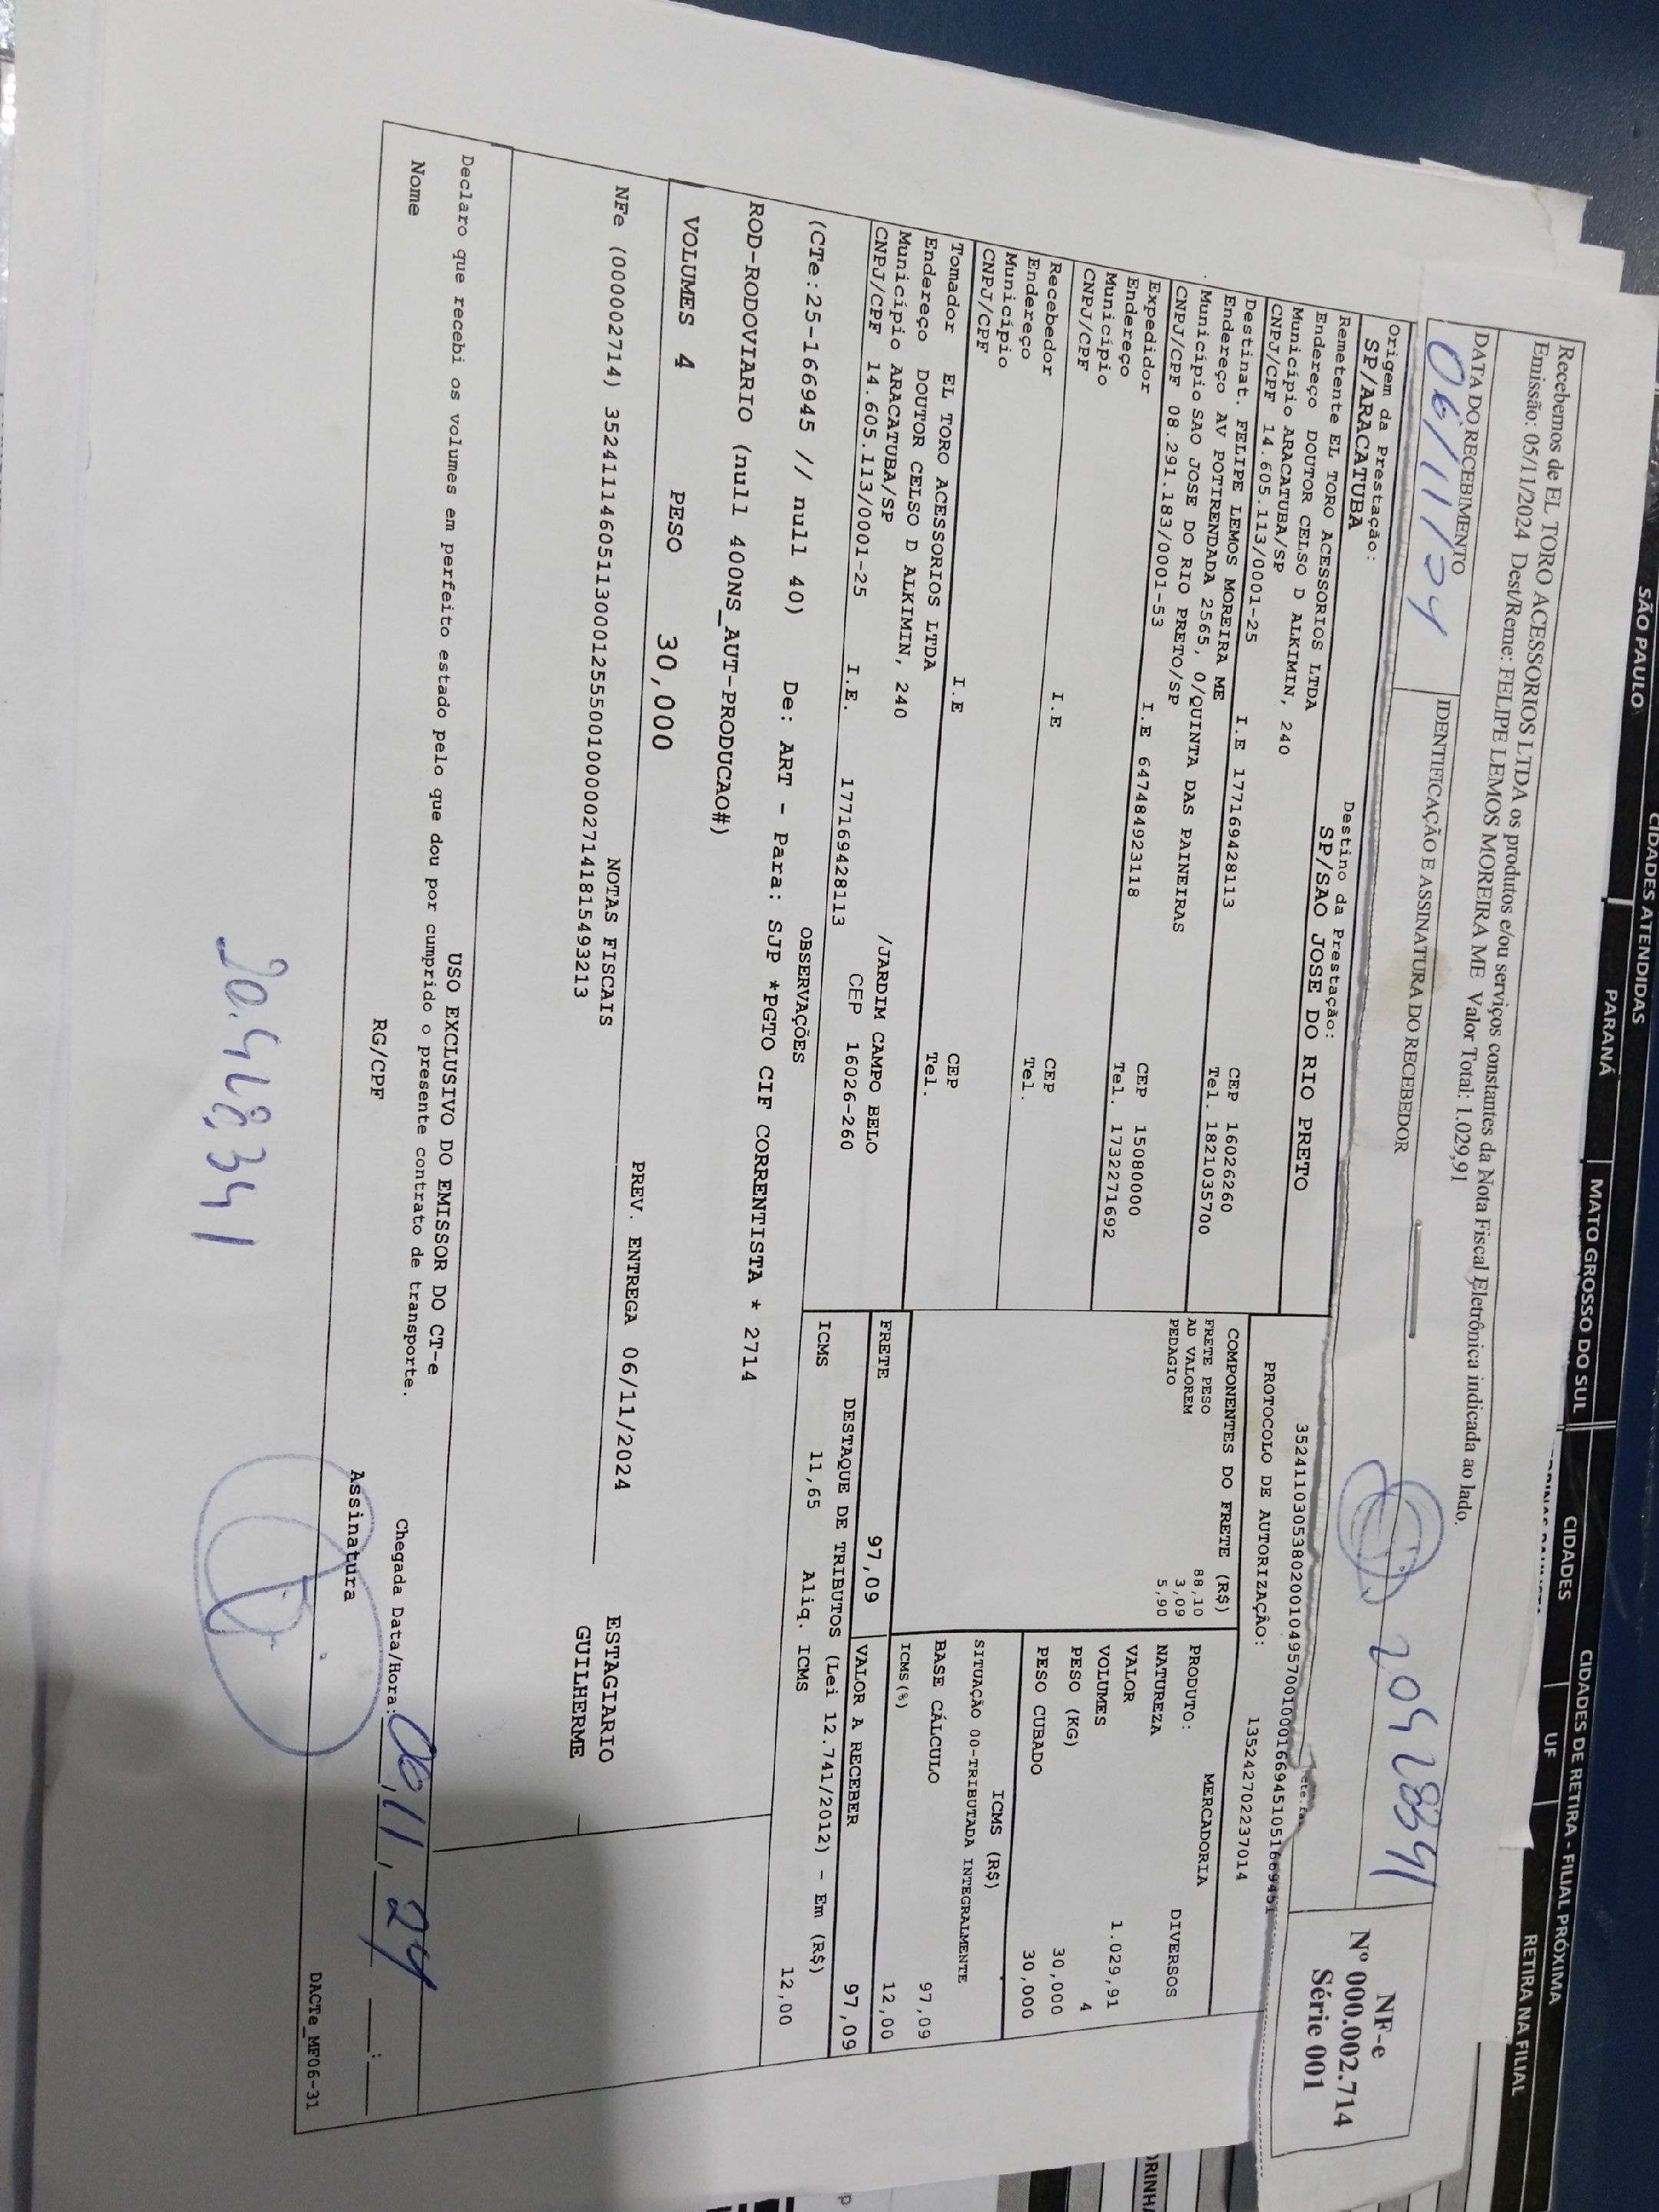 CIDADES ATENDIDAS
SÃO PAULO
PARANÁ
MATO GROSSO DO SUL
CIDADES DE RETIRA - FILIAL PRÓXIMA
CIDADES
UF
RETIRA NA FILIAL
Recebemos de EL TORO ACESSORIOS LTDA os produtos e/ou serviços constantes da Nota Fiscal Eletrônica indicada ao lado.
Emissão: 05/11/2024 Dest/Reme: FELIPE LEMOS MOREIRA ME Valor Total: 1.029,91
DATA DO RECEBIMENTO
06/11/24
IDENTIFICAÇÃO E ASSINATURA DO RECEBEDOR
20428341
NF-e
Nº 000.002.714
Série 001
Origem da Prestação:
SP/ARACATUBA
Destino da Prestação:
SP/SAO JOSE DO RIO PRETO
35241103053802001049570010001669451051669451
PROTOCOLO DE AUTORIZAÇÃO:
135242702237014
Remetente EL TORO ACESSORIOS LTDA
Endereço DOUTOR CELSO D ALKIMIN, 240
Município ARACATUBA/SP
CEP 16026260
CNPJ/CPF 14.605.113/0001-25 I.E 177169428113
Tel. 1821035700
Destinat. FELIPE LEMOS MOREIRA ME
Endereço AV POTIRENDADA 2565, 0/QUINTA DAS PAINEIRAS
Município SAO JOSE DO RIO PRETO/SP
CEP 15080000
CNPJ/CPF 08.291.183/0001-53 I.E 647484923118
Tel. 1732271692
Expedidor
Endereço
Município
CEP
CNPJ/CPF
I.E
Tel.
Recebedor
Endereço
Município
CEP
CNPJ/CPF
I.E
Tel.
Tomador EL TORO ACESSORIOS LTDA
Endereço DOUTOR CELSO D ALKIMIN, 240 /JARDIM CAMPO BELO
Município ARACATUBA/SP
CEP 16026-260
CNPJ/CPF 14.605.113/0001-25 I.E. 177169428113
COMPONENTES DO FRETE (R$)
FRETE PESO 88,10
AD VALOREM 3,09
PEDAGIO 5,90
MERCADORIA
PRODUTO:
NATUREZA DIVERSOS
VALOR 1.029,91
VOLUMES 4
PESO (KG) 30,000
PESO CUBADO 30,000
ICMS (R$)
SITUAÇÃO 00-TRIBUTADA INTEGRALMENTE
BASE CÁLCULO 97,09
ICMS(%) 12,00
FRETE 97,09
VALOR A RECEBER 97,09
DESTAQUE DE TRIBUTOS (Lei 12.741/2012) - Em (R$)
ICMS 11,65 Aliq. ICMS 12,00
OBSERVAÇÕES
(CTe:25-166945 // null 40) De: ART - Para: SJP *PGTO CIF CORRENTISTA * 2714
ROD-RODOVIARIO (null 400NS_AUT-PRODUCAO#)
VOLUMES 4 PESO 30,000
PREV. ENTREGA 06/11/2024
NOTAS FISCAIS
NFe (000002714) 35241114605113000125550010000027141815493213
ESTAGIARIO
GUILHERME
USO EXCLUSIVO DO EMISSOR DO CT-e
Declaro que recebi os volumes em perfeito estado pelo que dou por cumprido o presente contrato de transporte.
Chegada Data/Hora: 06/11/24
Nome
RG/CPF
Assinatura
DACTe_MF06-31
20.428.341